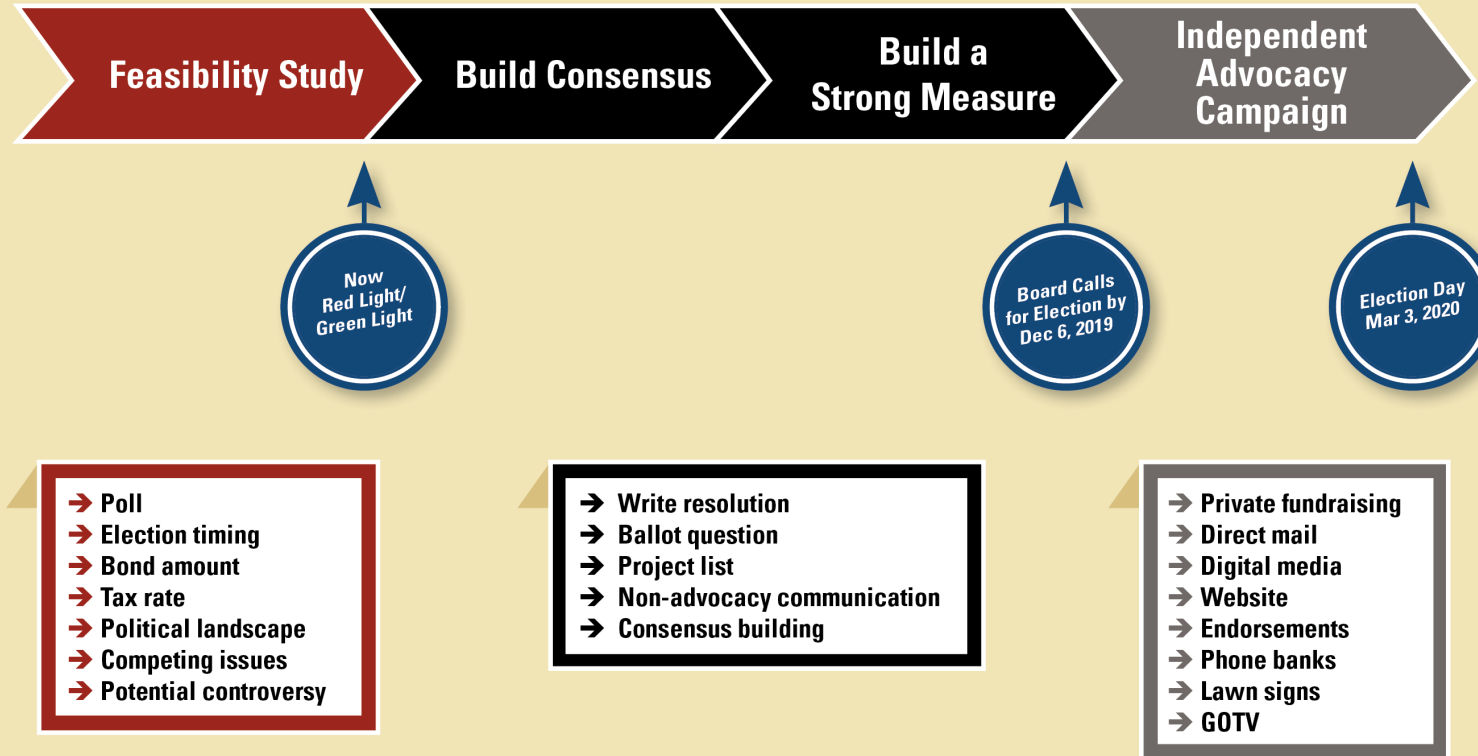 Feasibility Study
Build Consensus
Build a
Strong Measure
Independent
Advocacy
Campaign
Now
Red Light/
Green Light
Board Calls
for Election by
Dec 6, 2019
Election Day
Mar 3, 2020
➔ Poll
➔ Election timing
➔ Bond amount
➔ Tax rate
➔ Political landscape
➔ Competing issues
➔ Potential controversy
➔ Write resolution
➔ Ballot question
➔ Project list
➔ Non-advocacy communication
➔ Consensus building
➔ Private fundraising
➔ Direct mail
➔ Digital media
➔ Website
➔ Endorsements
➔ Phone banks
➔ Lawn signs
➔ GOTV